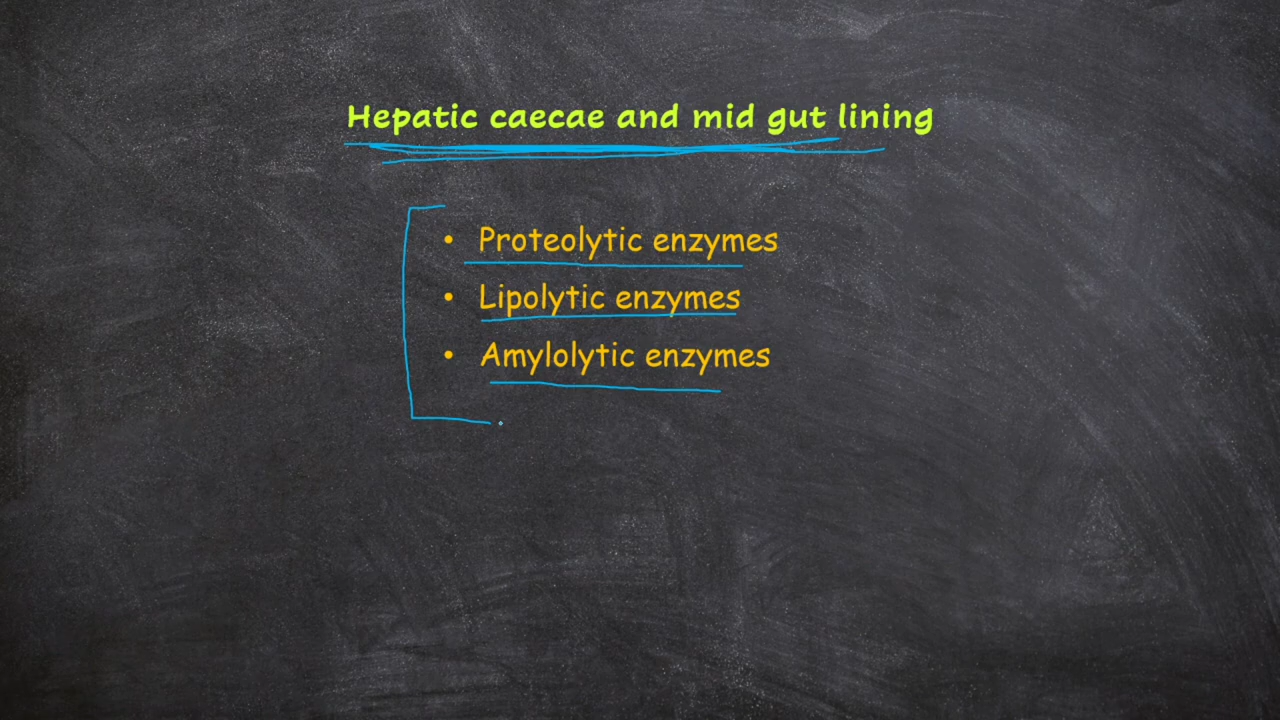 Hepatic caecae and mid gut lining
• Proteolytic enzymes
• Lipolytic enzymes
• Amylolytic enzymes